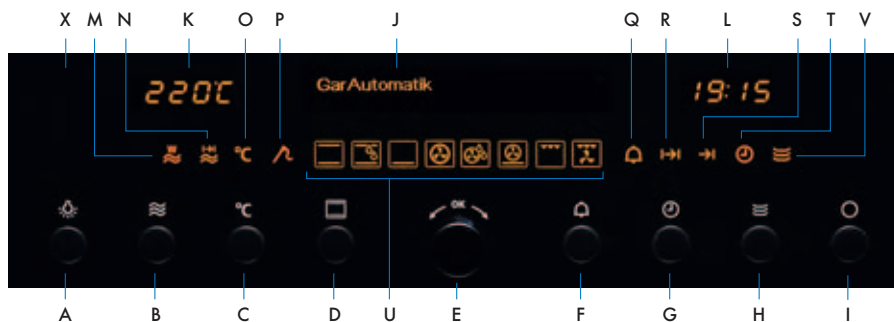 X M N K O P J Q R L S T V
220°C GarAutomatik 19:15
°C
°C OK
A B C D U E F G H I